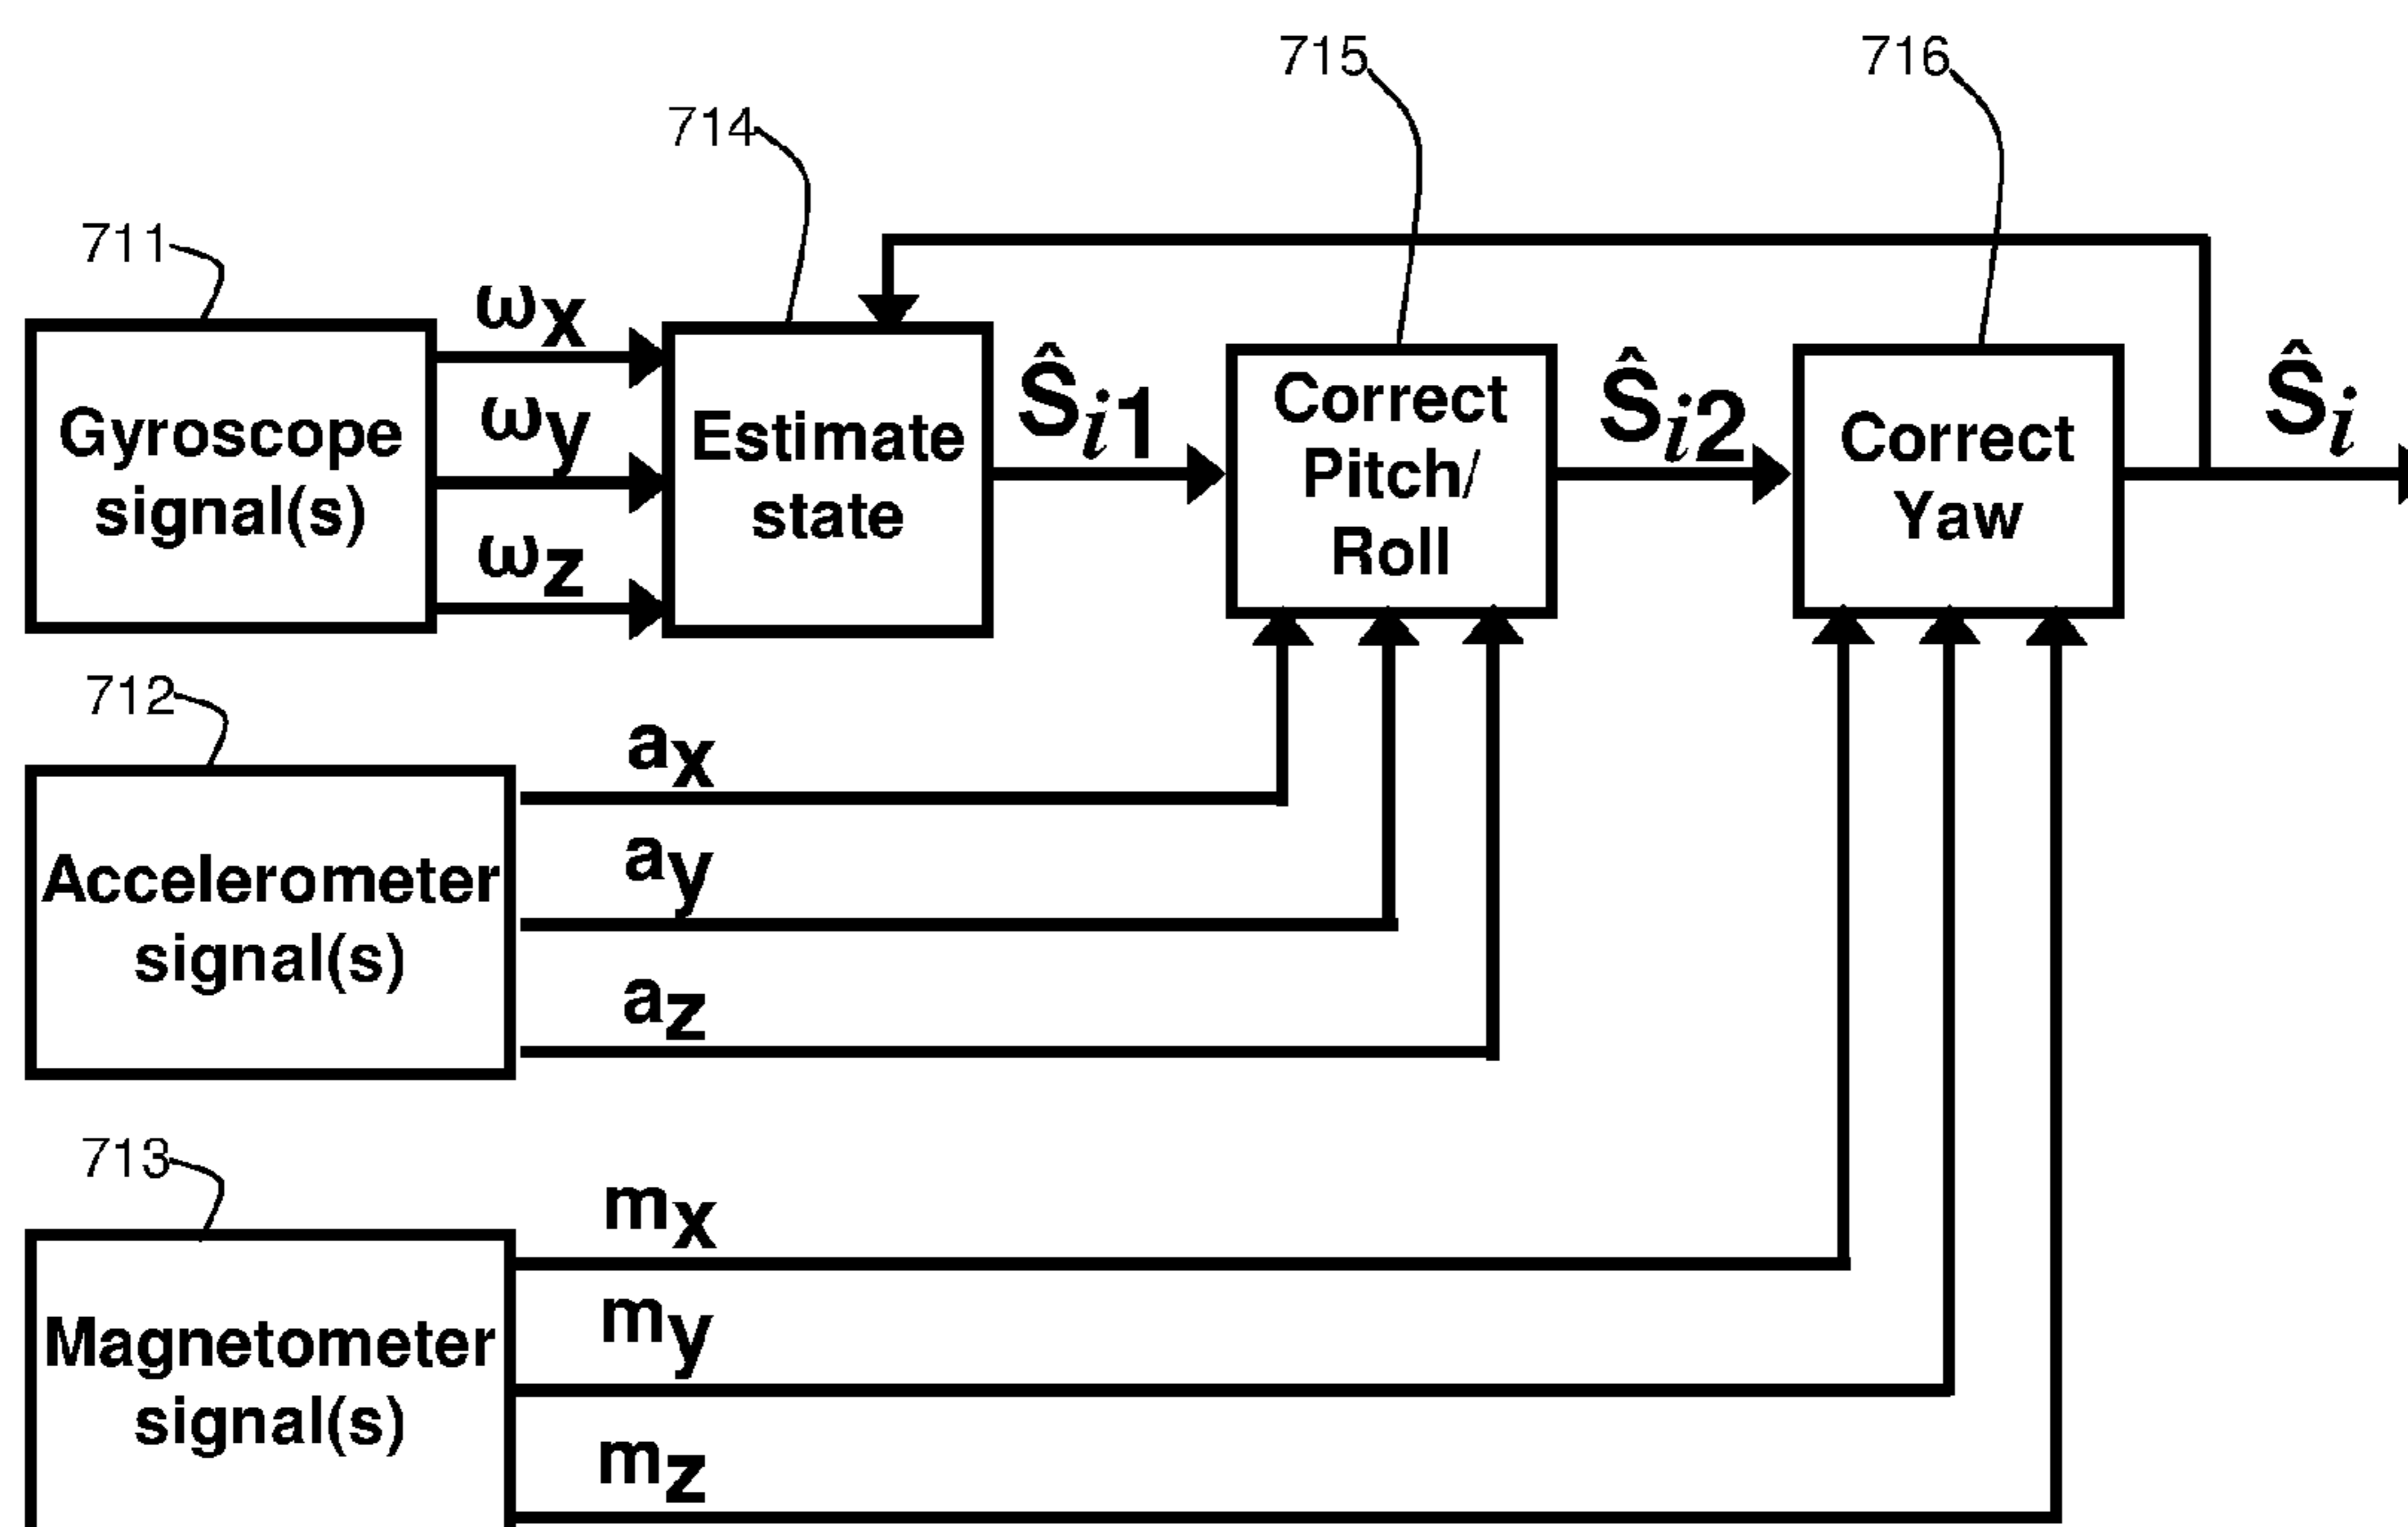 715
716
714
711
ωx
ωy
ωz
Gyroscope
signal(s)
Estimate
state
Ŝi1
Correct
Pitch/
Roll
Ŝi2
Correct
Yaw
Ŝi
712
ax
ay
az
Accelerometer
signal(s)
713
mx
my
mz
Magnetometer
signal(s)